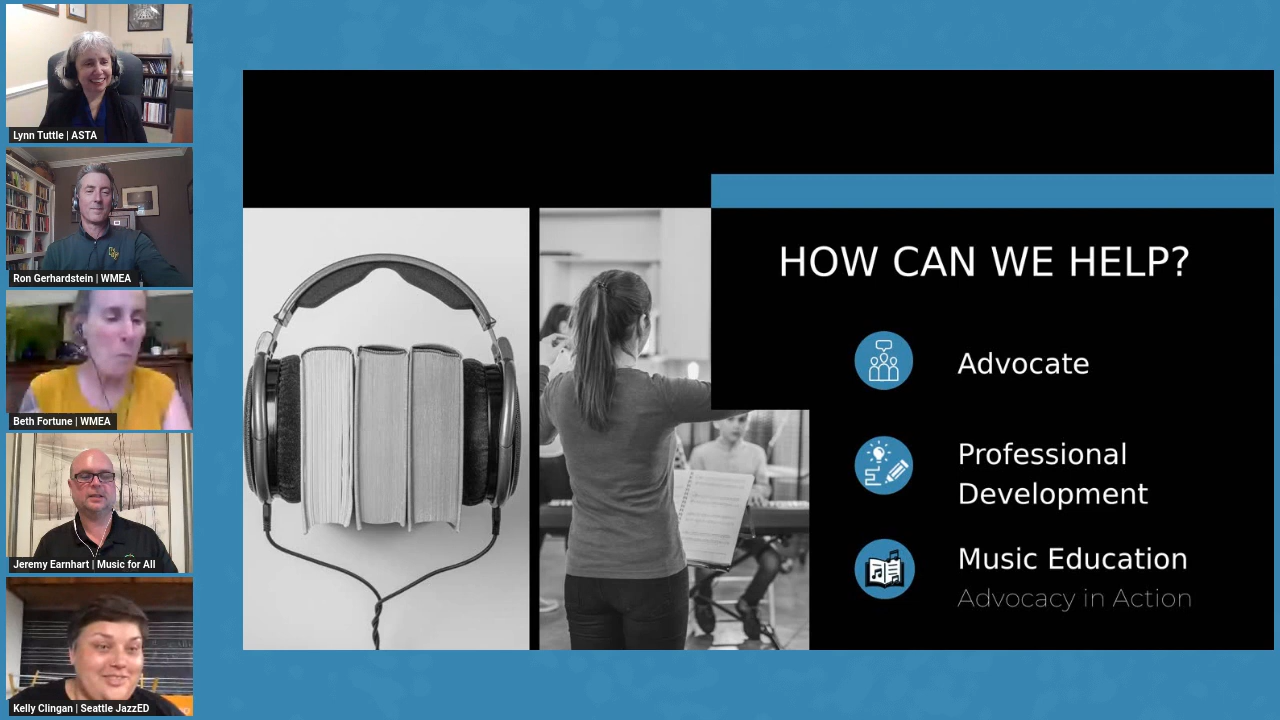 Lynn Tuttle | ASTA
Ron Gerhardstein | WMEA
Beth Fortune | WMEA
Jeremy Earnhart | Music for All
Kelly Clingan | Seattle JazzED
HOW CAN WE HELP?
Advocate
Professional
Development
Music Education
Advocacy in Action